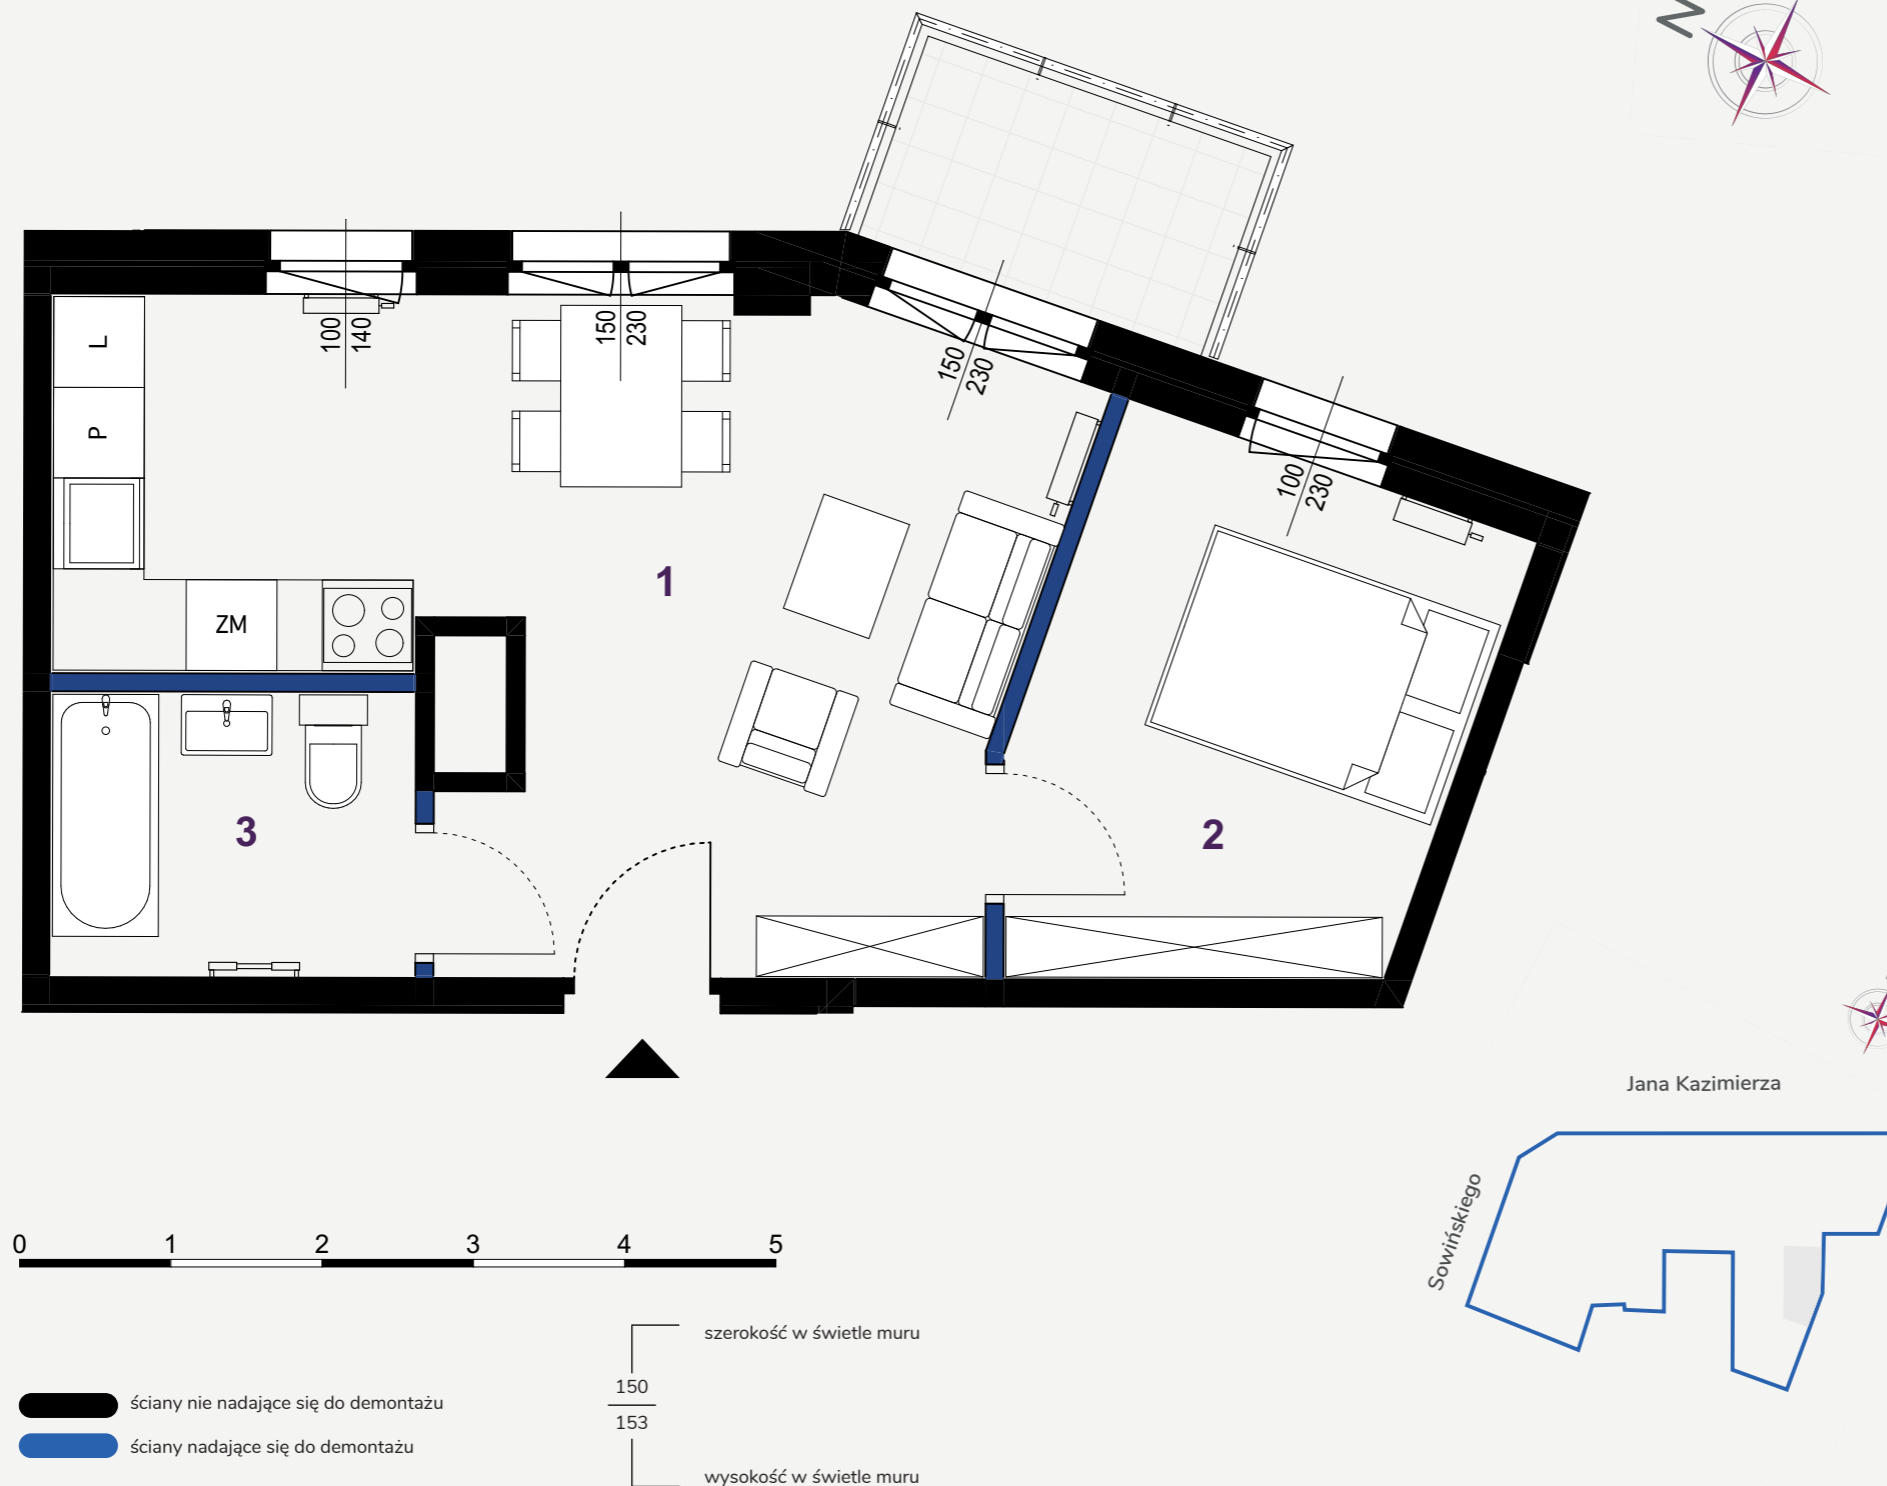 N
100
140
150
230
150
230
100
230
L
P
ZM
1
2
3
Jana Kazimierza
Sowińskiego
0 1 2 3 4 5
szerokość w świetle muru
150
153
wysokość w świetle muru
ściany nie nadające się do demontażu
ściany nadające się do demontażu